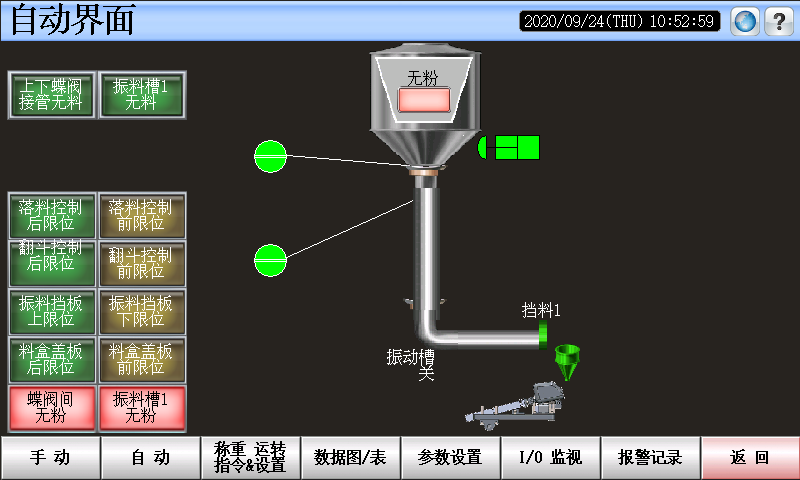 自动界面
2020/09/24(THU) 10:52:59
?
上下蝶阀
接管无料
振料槽1
无料
无粉
落料控制
后限位
落料控制
前限位
翻斗控制
后限位
翻斗控制
前限位
振料挡板
上限位
振料挡板
下限位
料盒盖板
后限位
料盒盖板
前限位
蝶阀间
无粉
振料槽1
无粉
挡料1
振动槽
关
手 动
自 动
称重 运转
指令&设置
数据图/表
参数设置
I/O 监视
报警记录
返 回